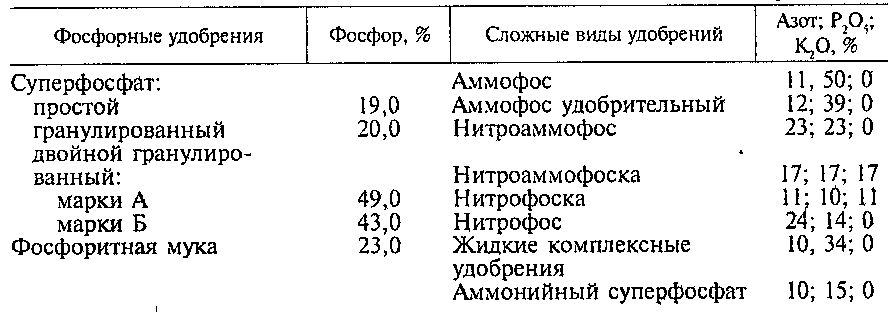 Фосфорные удобрения Фосфор, % Сложные виды удобрений Азот; P₂O₅; K₂O, %
Суперфосфат: Аммофос 11, 50; 0
простой 19,0 Аммофос удобрительный 12; 39; 0
гранулированный 20,0 Нитроаммофос 23; 23; 0
двойной гранулиро-
ванный: Нитроаммофоска 17; 17; 17
марки А 49,0 Нитрофоска 11; 10; 11
марки Б 43,0 Нитрофос 24; 14; 0
Фосфоритная мука 23,0 Жидкие комплексные 10, 34; 0
удобрения
Аммонийный суперфосфат 10; 15; 0